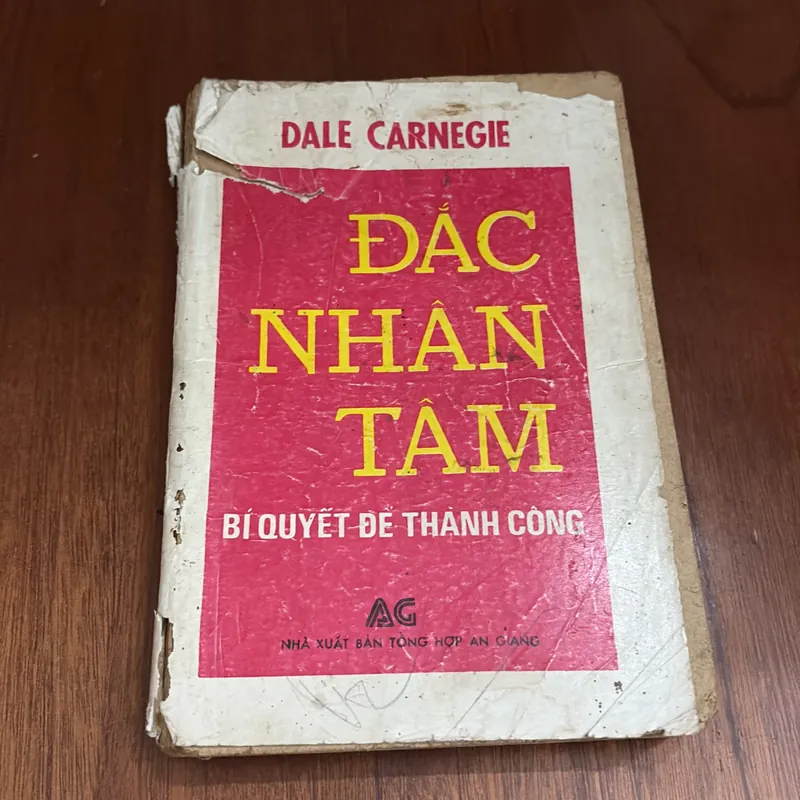 DALE CARNEGIE
ĐẮC
NHÂN
TÂM
BÍ QUYẾT ĐỂ THÀNH CÔNG
AG
NHÀ XUẤT BẢN TỔNG HỢP AN GIANG